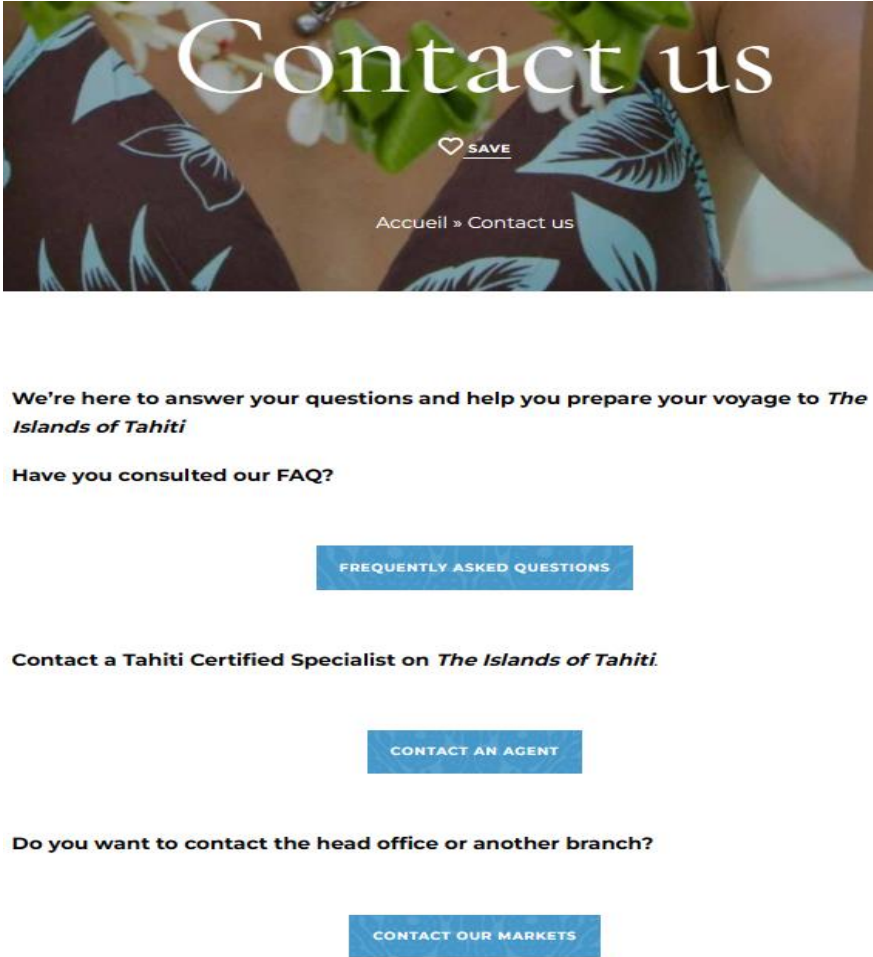 Contact us
SAVE
Accueil » Contact us
We’re here to answer your questions and help you prepare your voyage to The
Islands of Tahiti
Have you consulted our FAQ?
FREQUENTLY ASKED QUESTIONS
Contact a Tahiti Certified Specialist on The Islands of Tahiti.
CONTACT AN AGENT
Do you want to contact the head office or another branch?
CONTACT OUR MARKETS